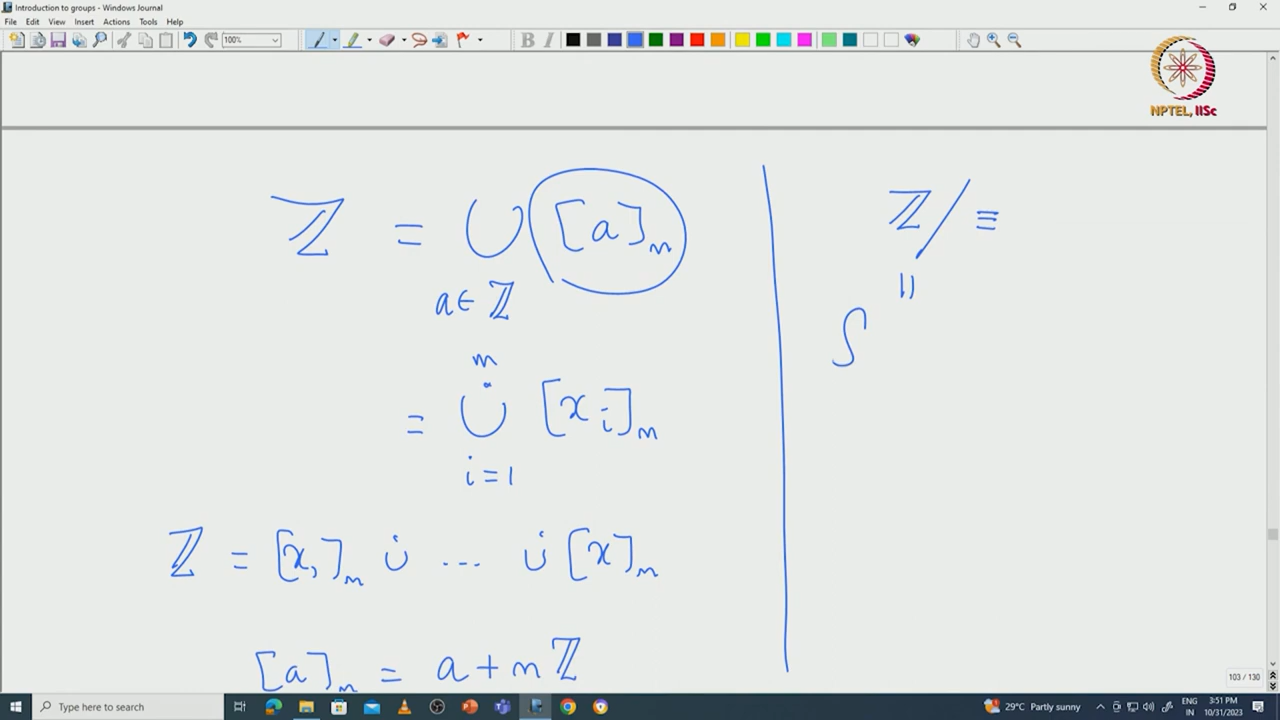 Introduction to groups - Windows Journal
File Edit View Insert Actions Tools Help
100%
NPTEL, IISc
ℤ = ∪ [a]ₘ
a ∈ ℤ
m
= ∪̇ [xᵢ]ₘ
i = 1
ℤ = [x₁]ₘ ∪̇ ... ∪̇ [x]ₘ
[a]ₘ = a + mℤ
ℤ/≡
||
103 / 130
Type here to search
29°C Partly sunny
ENG
IN
3:51 PM
10/31/2023